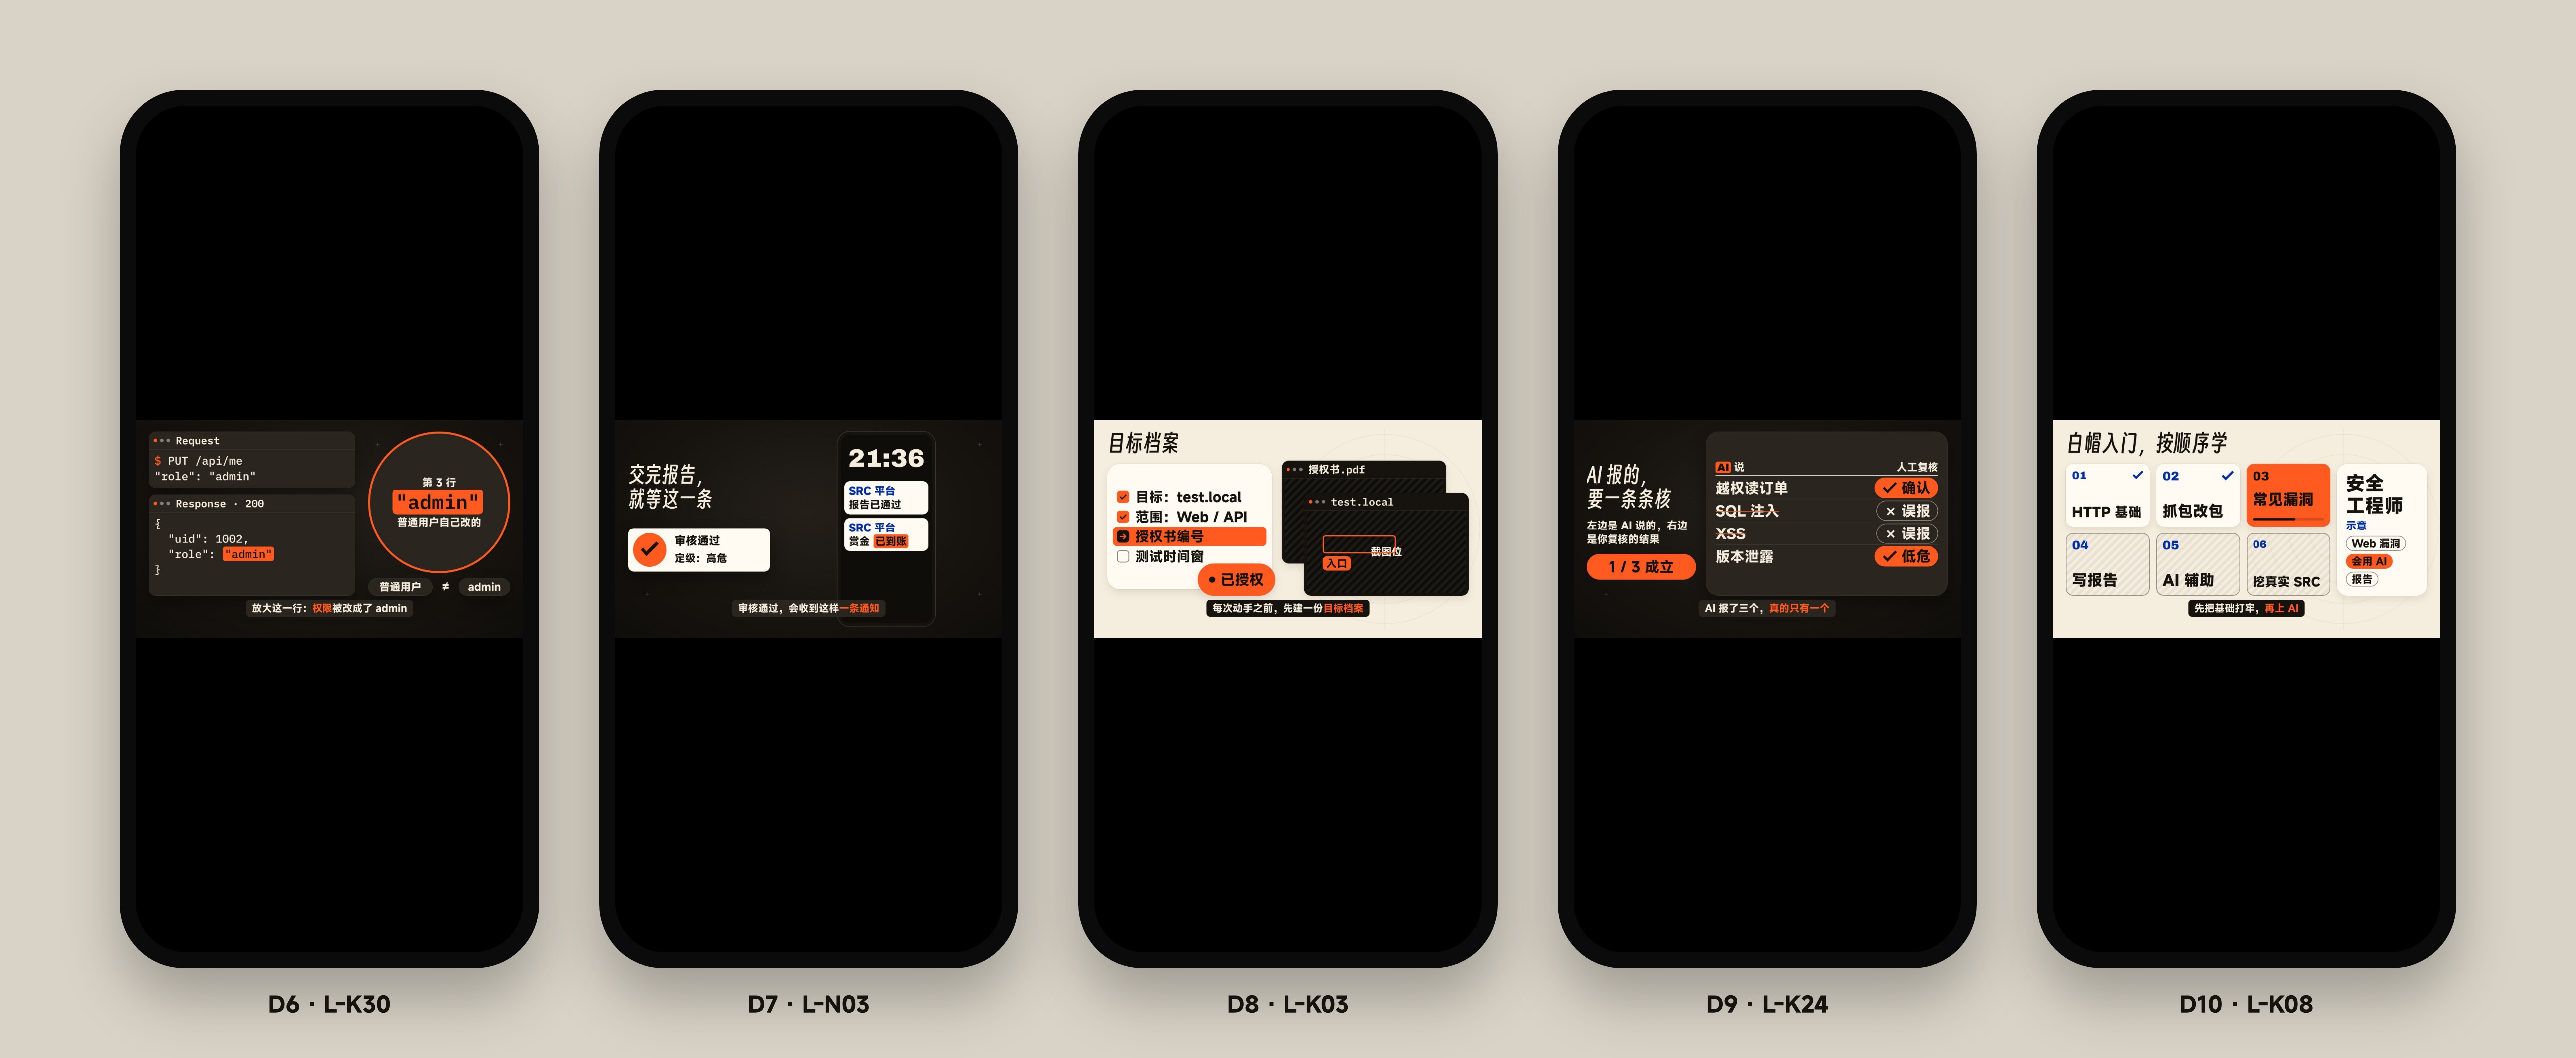 Request
$ PUT /api/me
"role": "admin"
Response · 200
{
"uid": 1002,
"role": "admin"
}
第 3 行
"admin"
普通用户自己改的
普通用户 ≠ admin
放大这一行：权限被改成了 admin
D6 · L-K30
交完报告，
就等这一条
审核通过
定级：高危
21:36
SRC 平台
报告已通过
SRC 平台
赏金 已到账
审核通过，会收到这样一条通知
D7 · L-N03
目标档案
目标：test.local
范围：Web / API
授权书编号
测试时间窗
已授权
授权书.pdf
test.local
截图位
入口
每次动手之前，先建一份目标档案
D8 · L-K03
AI 报的，
要一条条核
左边是 AI 说的，右边
是你复核的结果
1 / 3 成立
AI 说 人工复核
越权读订单 确认
SQL 注入 × 误报
XSS × 误报
版本泄露 低危
AI 报了三个，真的只有一个
D9 · L-K24
白帽入门，按顺序学
01
HTTP 基础
02
抓包改包
03
常见漏洞
04
写报告
05
AI 辅助
06
挖真实 SRC
安全
工程师
示意
Web 漏洞
会用 AI
报告
先把基础打牢，再上 AI
D10 · L-K08